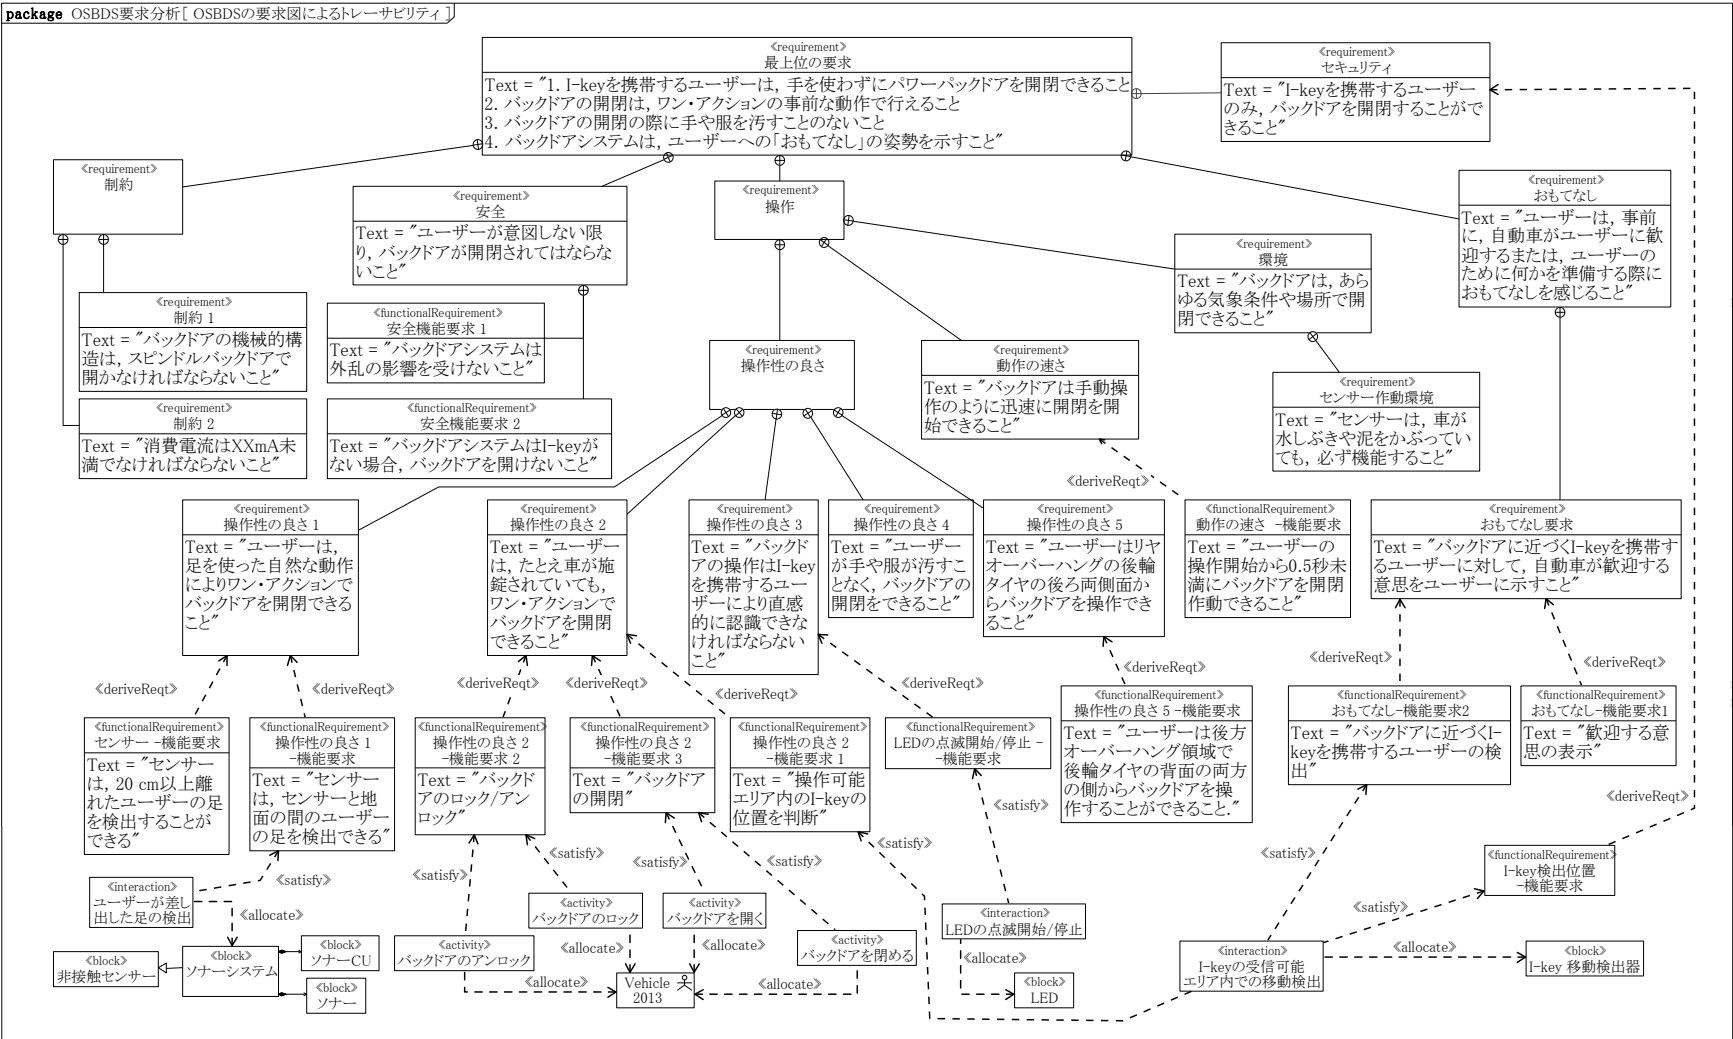 package OSBDS要求分析[ OSBDSの要求図によるトレーサビリティ ]
《requirement》
最上位の要求
Text = "1. I-keyを携帯するユーザーは, 手を使わずにパワーバックドアを開閉できること
2. バックドアの開閉は, ワン・アクションの事前な動作で行えること
3. バックドアの開閉の際に手や服を汚すことのないこと
4. バックドアシステムは, ユーザーへの「おもてなし」の姿勢を示すこと"
《requirement》
セキュリティ
Text = "I-keyを携帯するユーザー
のみ, バックドアを開閉することがで
きること"
《requirement》
制約
《requirement》
安全
Text = "ユーザーが意図しない限
り, バックドアが開閉されてはならな
いこと"
《requirement》
操作
《requirement》
おもてなし
Text = "ユーザーは, 事前
に, 自動車がユーザーに歓
迎するまたは, ユーザーの
ために何かを準備する際に
おもてなしを感じること"
《requirement》
環境
Text = "バックドアは, あら
ゆる気象条件や場所で開
閉できること"
《requirement》
制約 1
Text = "バックドアの機械的構
造は, スピンドルバックドアで
開かなければならないこと"
《functionalRequirement》
安全機能要求 1
Text = "バックドアシステムは
外乱の影響を受けないこと"
《requirement》
操作性の良さ
《requirement》
動作の速さ
Text = "バックドアは手動操
作のように迅速に開閉を開
始できること"
《requirement》
センサー作動環境
Text = "センサーは, 車が
水しぶきや泥をかぶってい
ても, 必ず機能すること"
《requirement》
制約 2
Text = "消費電流はXXmA未
満でなければならないこと"
《functionalRequirement》
安全機能要求 2
Text = "バックドアシステムはI-keyが
ない場合, バックドアを開けないこと"
《deriveReqt》
《requirement》
操作性の良さ 1
Text = "ユーザーは,
足を使った自然な動作
によりワン・アクションで
バックドアを開閉できる
こと"
《requirement》
操作性の良さ 2
Text = "ユーザー
は, たとえ車が施
錠されていても,
ワン・アクションで
バックドアを開閉
できること"
《requirement》
操作性の良さ 3
Text = "バックド
アの操作はI-key
を携帯するユー
ザーにより直感
的に認識できな
ければならない
こと"
《requirement》
操作性の良さ 4
Text = "ユーザー
が手や服が汚すこ
となく, バックドアの
開閉をできること"
《requirement》
操作性の良さ 5
Text = "ユーザーはリヤ
オーバーハングの後輪
タイヤの後ろ両側面か
らバックドアを操作でき
ること"
《functionalRequirement》
動作の速さ -機能要求
Text = "ユーザーの
操作開始から0.5秒未
満にバックドアを開閉
作動できること"
《requirement》
おもてなし要求
Text = "バックドアに近づくI-keyを携帯す
るユーザーに対して, 自動車が歓迎する
意思をユーザーに示すこと"
《deriveReqt》
《deriveReqt》
《deriveReqt》
《deriveReqt》
《deriveReqt》
《deriveReqt》
《deriveReqt》
《deriveReqt》
《deriveReqt》
《functionalRequirement》
センサー -機能要求
Text = "センサー
は, 20 cm以上離
れたユーザーの足
を検出することが
できる"
《functionalRequirement》
操作性の良さ 1
-機能要求
Text = "センサー
は, センサーと地
面の間のユーザー
の足を検出できる"
《functionalRequirement》
操作性の良さ 2
-機能要求 2
Text = "バックド
アのロック/アン
ロック"
《functionalRequirement》
操作性の良さ 2
-機能要求 3
Text = "バックドア
の開閉"
《functionalRequirement》
操作性の良さ 2
-機能要求 1
Text = "操作可能
エリア内のI-keyの
位置を判断"
《functionalRequirement》
LEDの点滅開始/停止 -
-機能要求
《functionalRequirement》
操作性の良さ 5 -機能要求
Text = "ユーザーは後方
オーバーハング領域で
後輪タイヤの背面の両方
の側からバックドアを操
作することができること."
《functionalRequirement》
おもてなし-機能要求2
Text = "バックドアに近づくI-
keyを携帯するユーザーの検
出"
《functionalRequirement》
おもてなし-機能要求1
Text = "歓迎する意
思の表示"
《deriveReqt》
《satisfy》
《satisfy》
《satisfy》
《satisfy》
《satisfy》
《satisfy》
《satisfy》
《functionalRequirement》
I-key検出位置
-機能要求
《interaction》
ユーザーが差し
出した足の検出
《allocate》
《activity》
バックドアのロック
《activity》
バックドアを開く
《interaction》
LEDの点滅開始/停止
《satisfy》
《block》
非接触センサー
《block》
ソナーシステム
《block》
ソナーCU
《block》
ソナー
《activity》
バックドアのアンロック
《allocate》
《allocate》
《activity》
バックドアを閉める
《allocate》
《interaction》
I-keyの受信可能
エリア内での移動検出
《allocate》
《block》
I-key 移動検出器
《allocate》
Vehicle
2013
《allocate》
《block》
LED